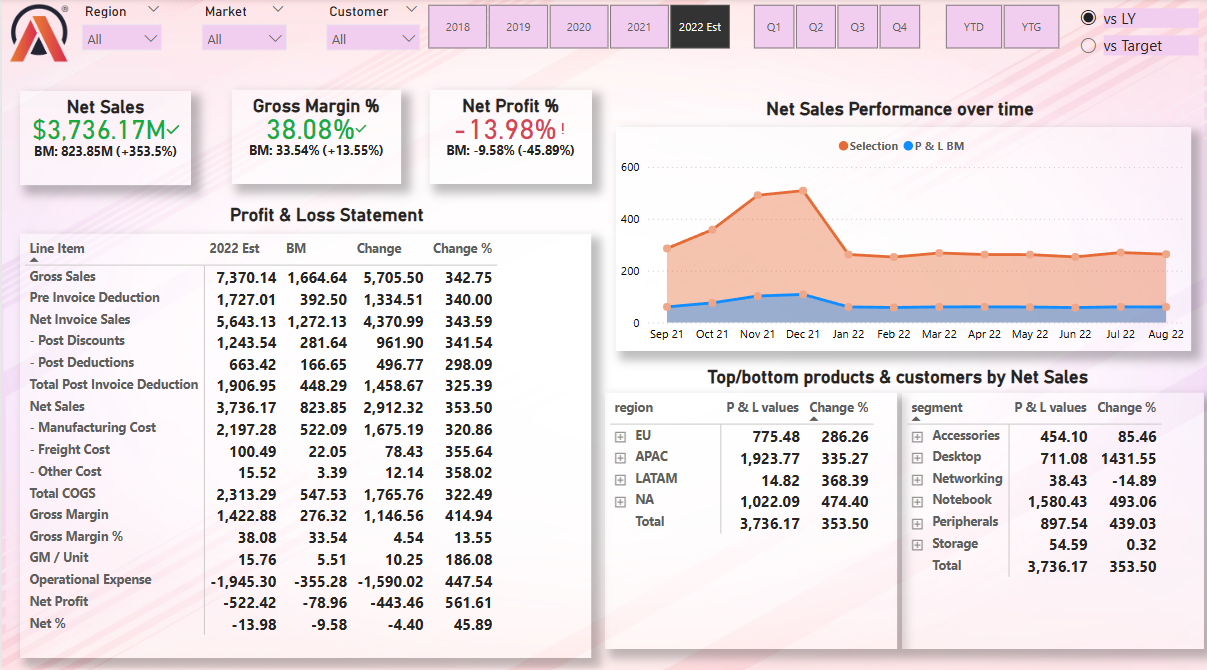 Region Market Customer
All All All
2018 2019 2020 2021 2022 Est
Q1 Q2 Q3 Q4
YTD YTG
vs LY
vs Target
Net Sales
$3,736.17M
BM: 823.85M (+353.5%)
Gross Margin %
38.08%
BM: 33.54% (+13.55%)
Net Profit %
-13.98% !
BM: -9.58% (-45.89%)
Profit & Loss Statement
Line Item 2022 Est BM Change Change %
Gross Sales 7,370.14 1,664.64 5,705.50 342.75
Pre Invoice Deduction 1,727.01 392.50 1,334.51 340.00
Net Invoice Sales 5,643.13 1,272.13 4,370.99 343.59
- Post Discounts 1,243.54 281.64 961.90 341.54
- Post Deductions 663.42 166.65 496.77 298.09
Total Post Invoice Deduction 1,906.95 448.29 1,458.67 325.39
Net Sales 3,736.17 823.85 2,912.32 353.50
- Manufacturing Cost 2,197.28 522.09 1,675.19 320.86
- Freight Cost 100.49 22.05 78.43 355.64
- Other Cost 15.52 3.39 12.14 358.02
Total COGS 2,313.29 547.53 1,765.76 322.49
Gross Margin 1,422.88 276.32 1,146.56 414.94
Gross Margin % 38.08 33.54 4.54 13.55
GM / Unit 15.76 5.51 10.25 186.08
Operational Expense -1,945.30 -355.28 -1,590.02 447.54
Net Profit -522.42 -78.96 -443.46 561.61
Net % -13.98 -9.58 -4.40 45.89
Net Sales Performance over time
Selection P & L BM
600
400
200
0
Sep 21 Oct 21 Nov 21 Dec 21 Jan 22 Feb 22 Mar 22 Apr 22 May 22 Jun 22 Jul 22 Aug 22
Top/bottom products & customers by Net Sales
region P & L values Change %
EU 775.48 286.26
APAC 1,923.77 335.27
LATAM 14.82 368.39
NA 1,022.09 474.40
Total 3,736.17 353.50
segment P & L values Change %
Accessories 454.10 85.46
Desktop 711.08 1431.55
Networking 38.43 -14.89
Notebook 1,580.43 493.06
Peripherals 897.54 439.03
Storage 54.59 0.32
Total 3,736.17 353.50